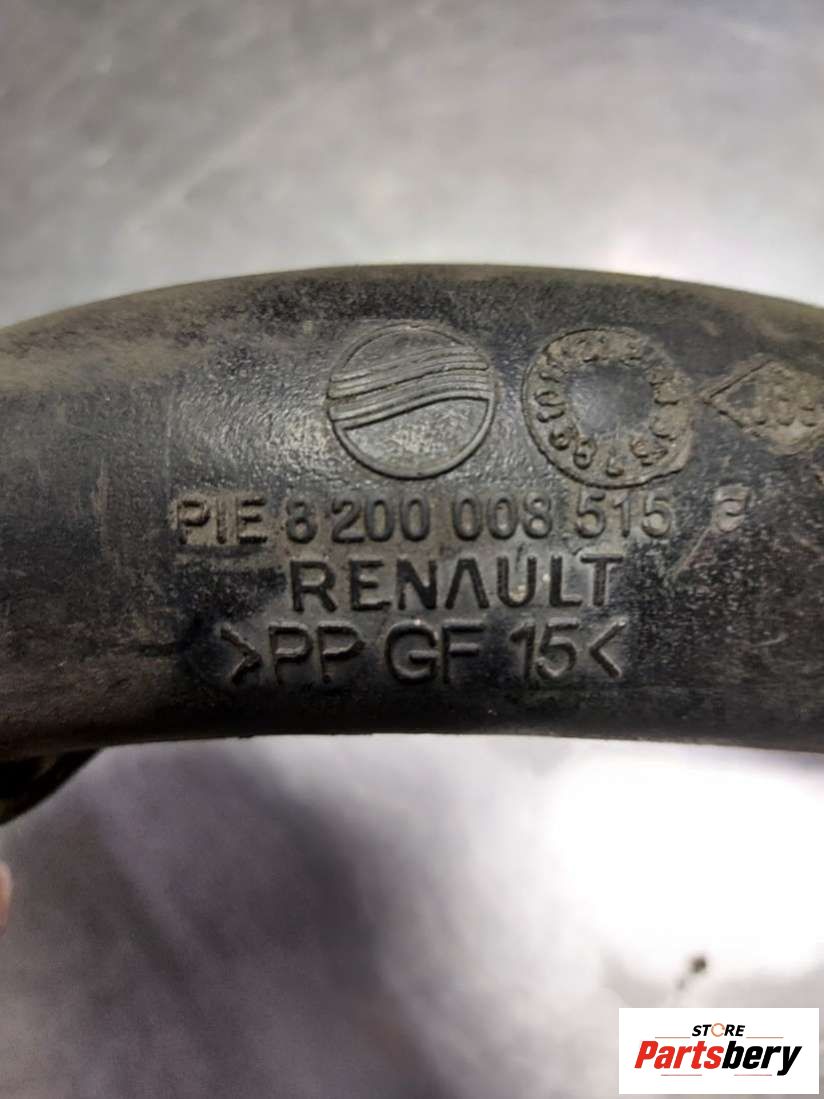 PIE 8 200 008 515
RENAULT
>PP GF 15<
STORE
Partsbery